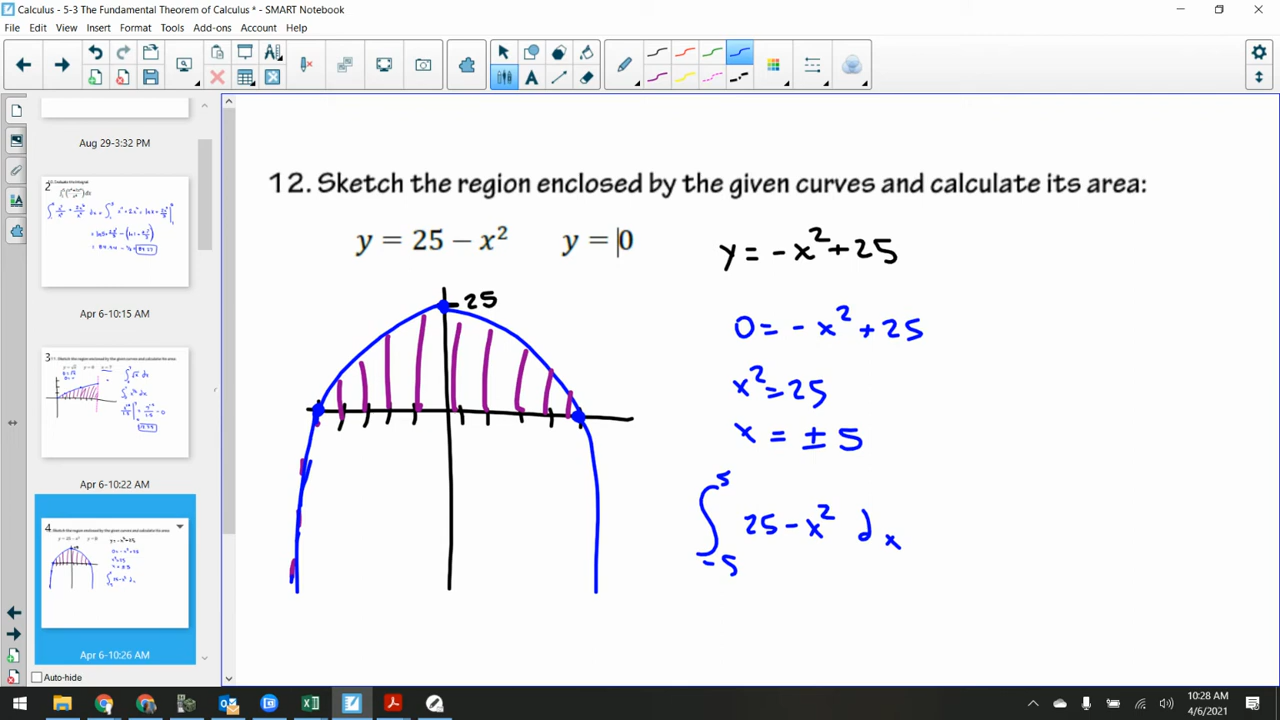 Calculus - 5-3 The Fundamental Theorem of Calculus * - SMART Notebook
File Edit View Insert Format Tools Add-ons Account Help
Aug 29-3:32 PM
2
Apr 6-10:15 AM
3
Apr 6-10:22 AM
4
Apr 6-10:26 AM
Auto-hide
12. Sketch the region enclosed by the given curves and calculate its area:
y = 25 − x² y = 0
y = -x² + 25
25
0 = -x² + 25
x² = 25
x = ± 5
∫₋₅⁵ 25 - x² dx
10:28 AM
4/6/2021